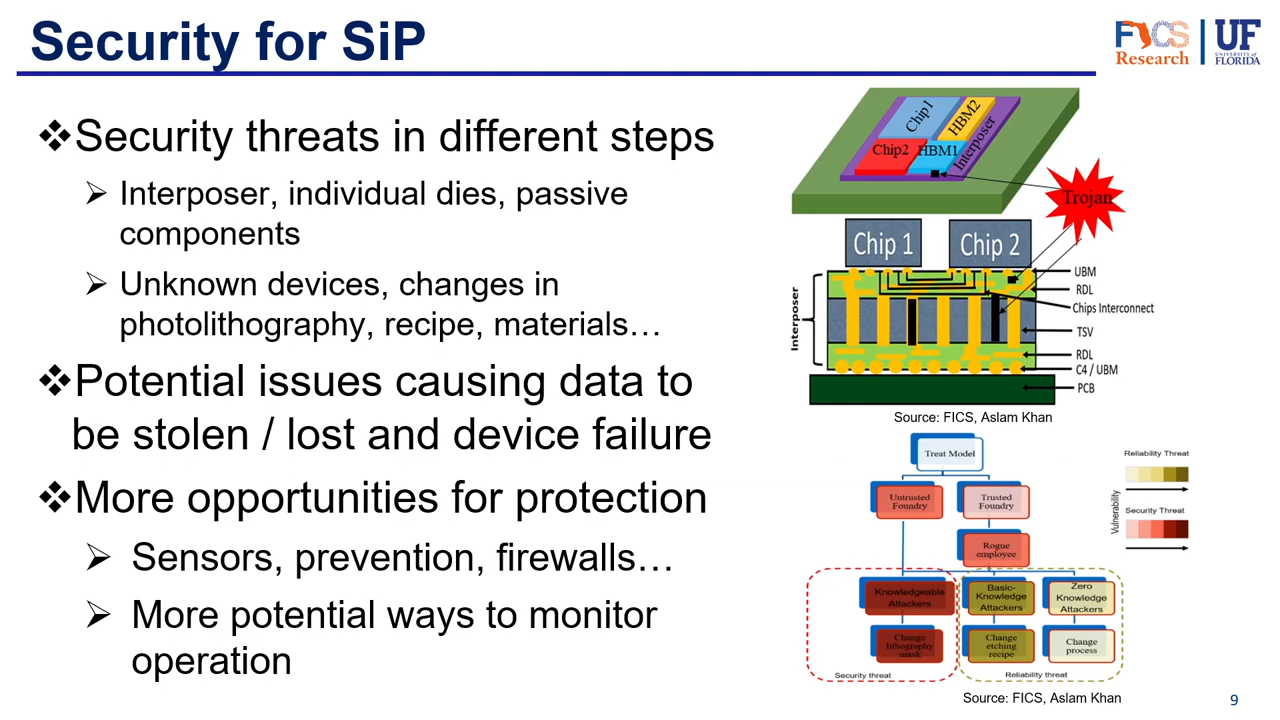 Security for SiP
FICS
Research
UF
UNIVERSITY of
FLORIDA
❖Security threats in different steps
➢ Interposer, individual dies, passive
components
➢ Unknown devices, changes in
photolithography, recipe, materials…
❖Potential issues causing data to
be stolen / lost and device failure
❖More opportunities for protection
➢ Sensors, prevention, firewalls…
➢ More potential ways to monitor
operation
Chip1
HBM2
Chip2
HBM1
Interposer
Trojan
Chip 1
Chip 2
Interposer
UBM
RDL
Chips Interconnect
TSV
RDL
C4 / UBM
PCB
Source: FICS, Aslam Khan
Treat Model
Untrusted
Foundry
Trusted
Foundry
Rogue
employee
Knowledgeable
Attackers
Basic-
Knowledge
Attackers
Zero
Knowledge
Attackers
Change
lithography
mask
Change
etching
recipe
Change
process
Security threat
Reliability threat
Vulnerability
Reliability Threat
Security Threat
Source: FICS, Aslam Khan
9